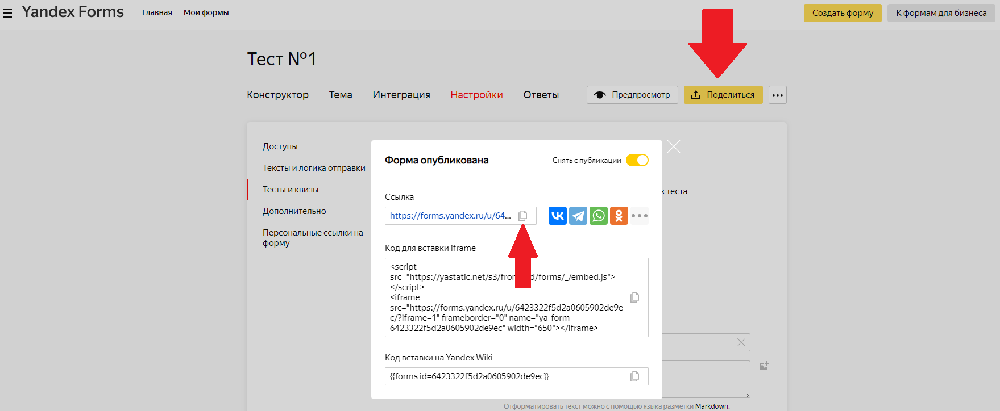 Yandex Forms
Главная
Мои формы
Создать форму
К формам для бизнеса
Тест №1
Конструктор
Тема
Интеграция
Настройки
Ответы
Предпросмотр
Поделиться
Доступы
Тексты и логика отправки
Тесты и квизы
Дополнительно
Персональные ссылки на
форму
Форма опубликована
Снять с публикации
Ссылка
https://forms.yandex.ru/u/64...
теста
Код для вставки iframe
<script
src="https://yastatic.net/s3/frontend/forms/_/embed.js">
</script>
<iframe
src="https://forms.yandex.ru/u/6423322f5d2a0605902de9e
c/?iframe=1" frameborder="0" name="ya-form-
6423322f5d2a0605902de9ec" width="650"></iframe>
Код вставки на Yandex Wiki
{{forms id=6423322f5d2a0605902de9ec}}
Отформатировать текст можно с помощью языка разметки Markdown.